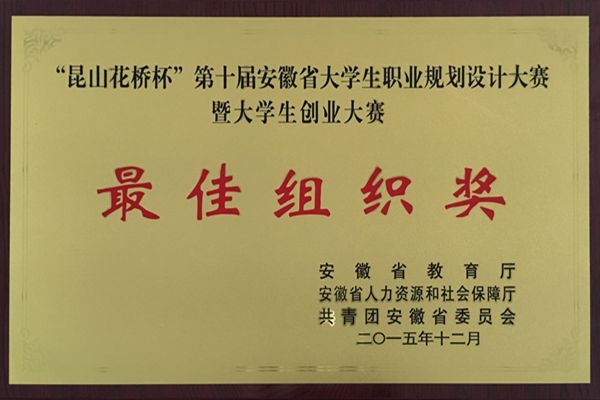 “昆山花桥杯”第十届安徽省大学生职业规划设计大赛
暨大学生创业大赛
最佳组织奖
安徽省教育厅
安徽省人力资源和社会保障厅
共青团安徽省委员会
二〇一五年十二月